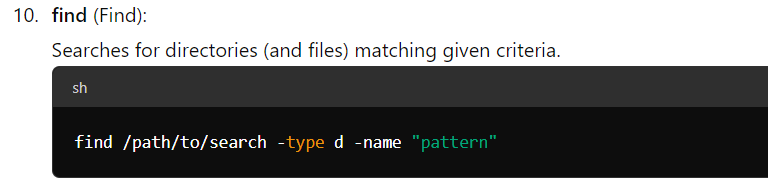 10. find (Find):
Searches for directories (and files) matching given criteria.
sh
find /path/to/search -type d -name "pattern"